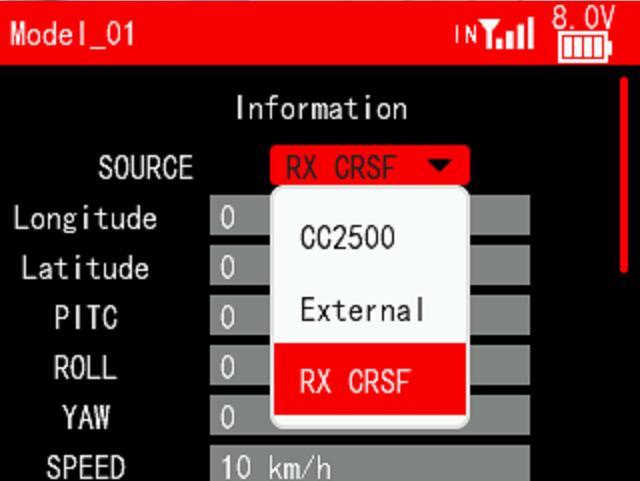 Model_01 IN 8.0V
Information
SOURCE RX CRSF
Longitude 0
CC2500
Latitude 0
External
PITC 0
ROLL 0
RX CRSF
YAW 0
SPEED 10 km/h